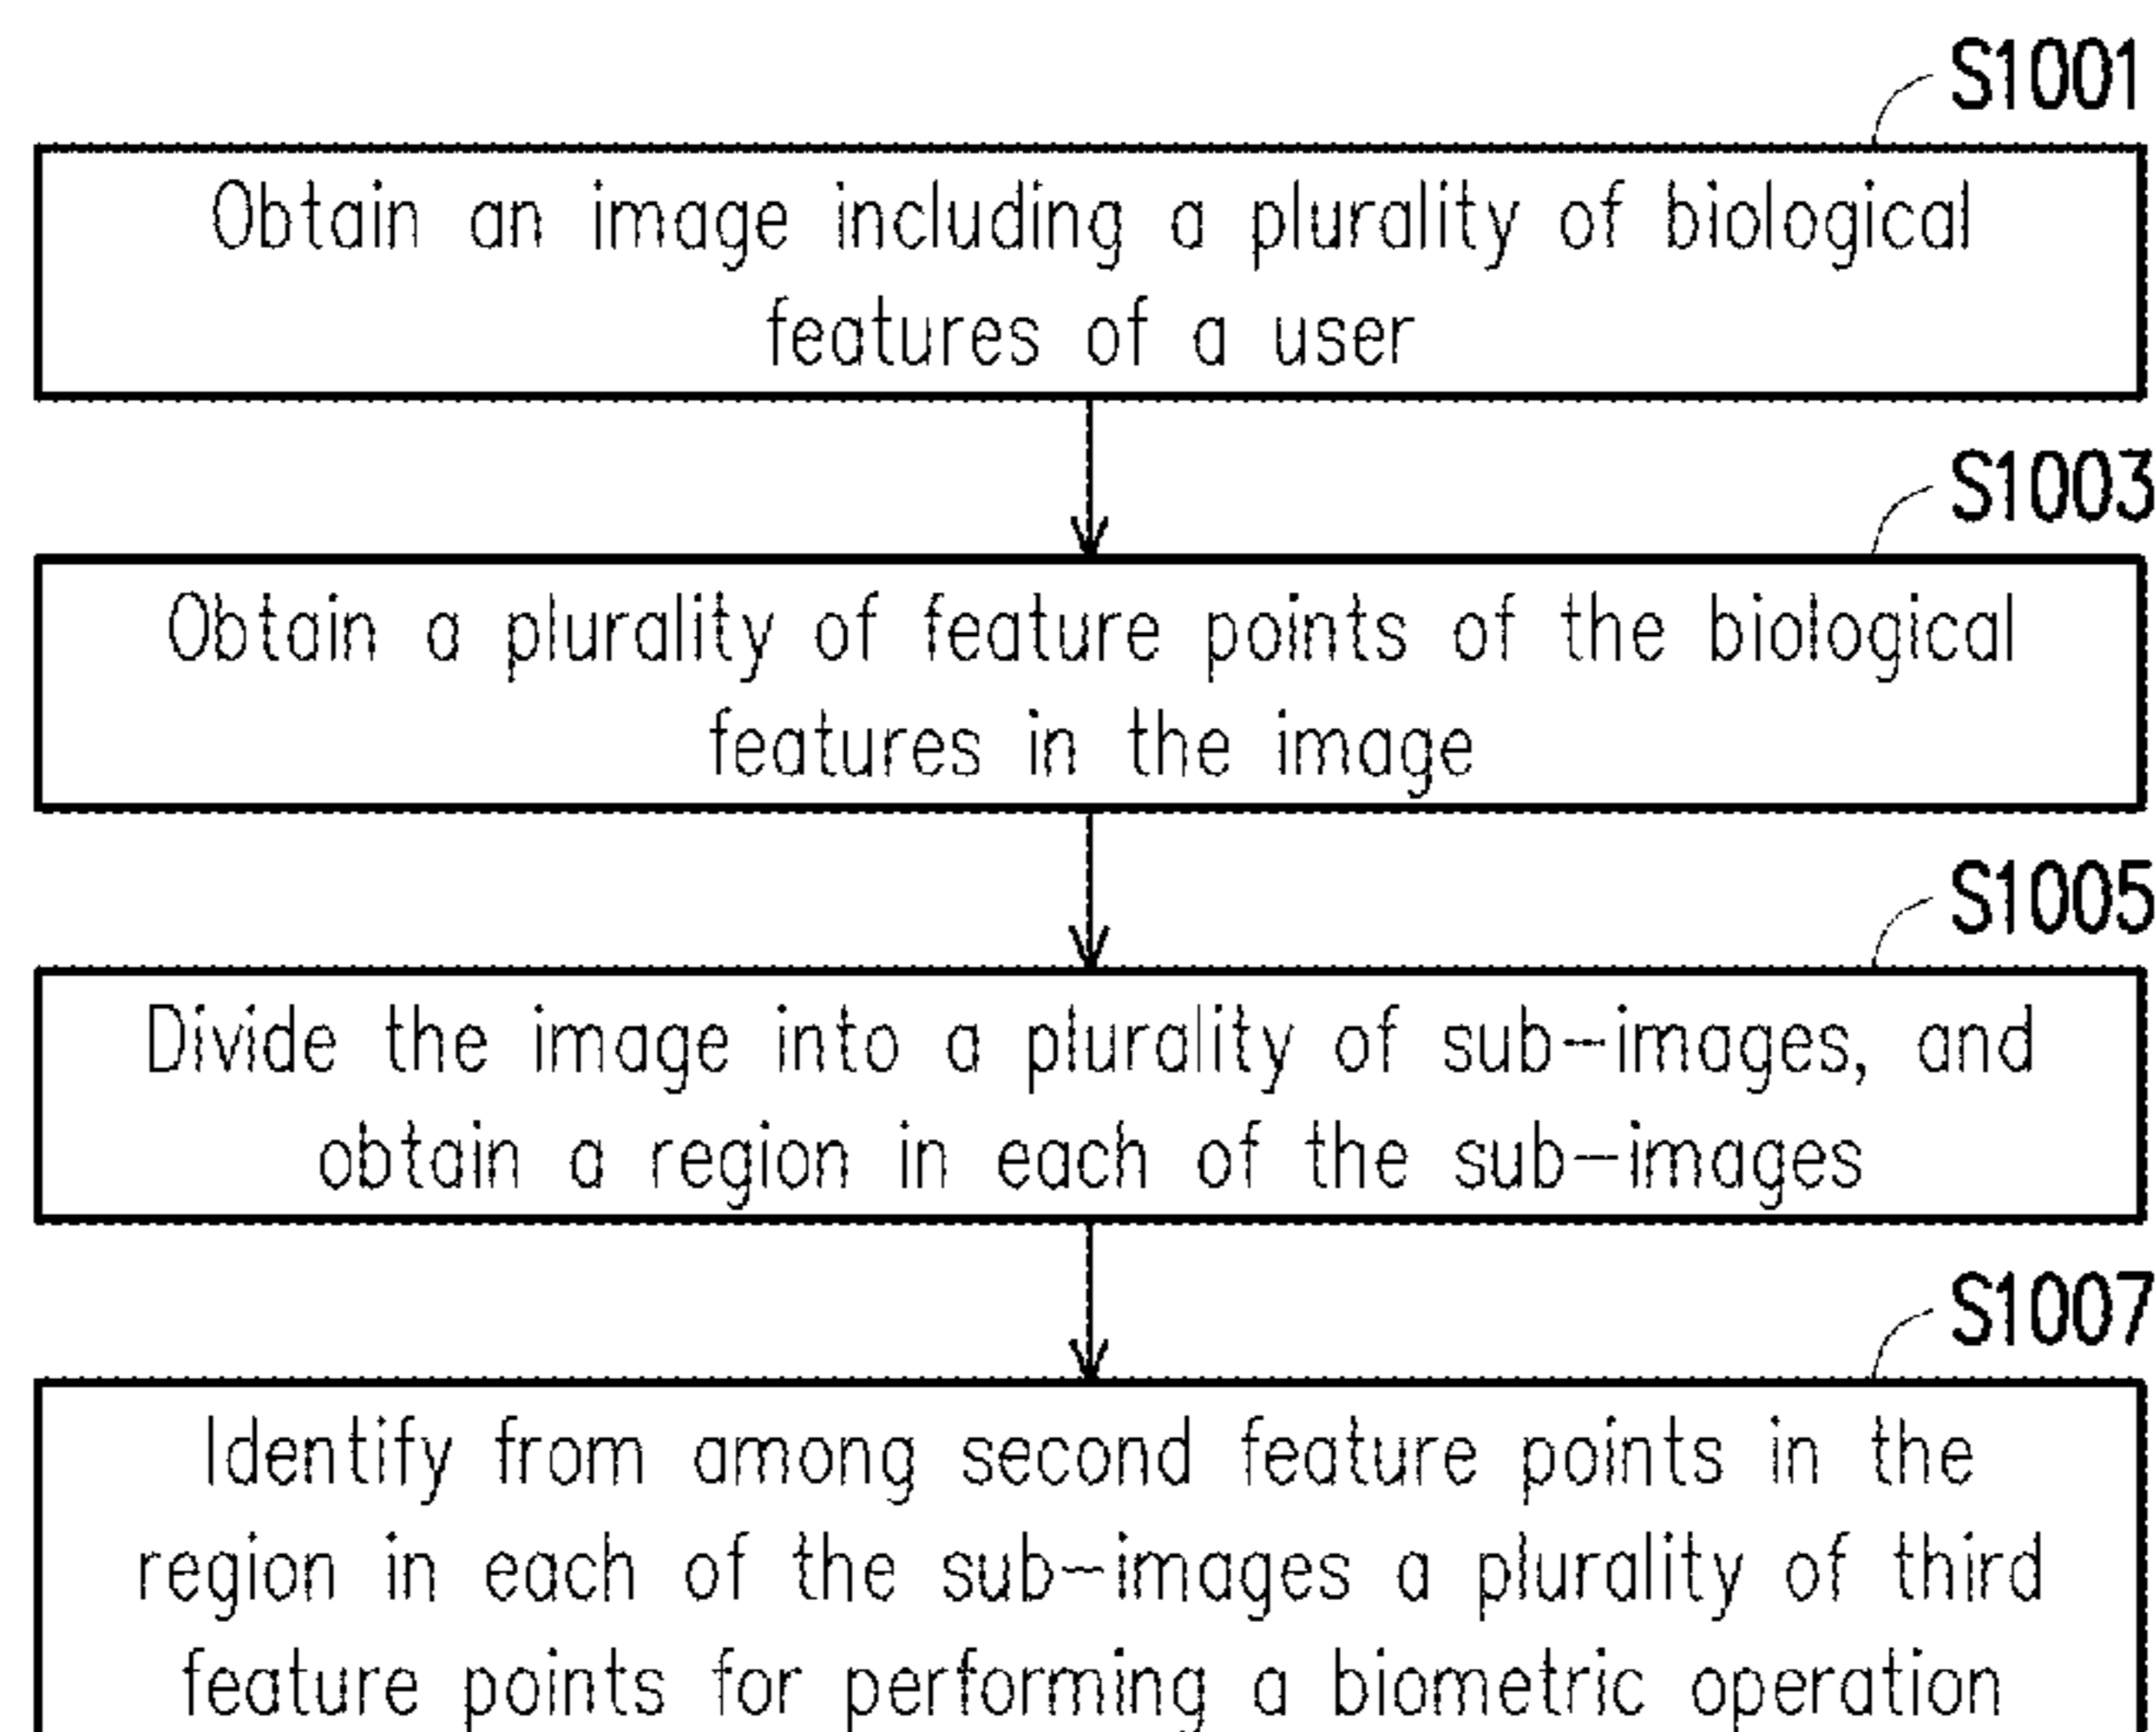 S1001
Obtain an image including a plurality of biological
features of a user
S1003
Obtain a plurality of feature points of the biological
features in the image
S1005
Divide the image into a plurality of sub-images, and
obtain a region in each of the sub-images
S1007
Identify from among second feature points in the
region in each of the sub-images a plurality of third
feature points for performing a biometric operation